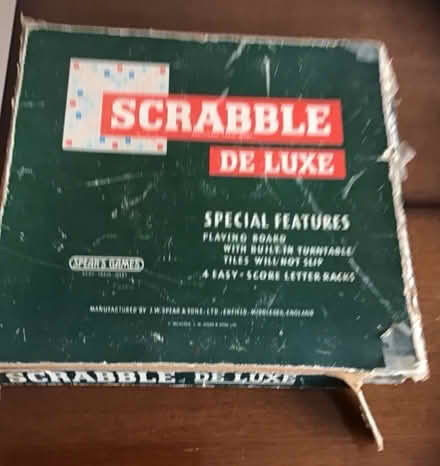 SCRABBLE
DE LUXE
SPECIAL FEATURES
PLAYING BOARD
WITH BUILT-IN TURNTABLE
TILES WILL NOT SLIP
4 EASY-SCORE LETTER RACKS
SPEAR'S GAMES
MANUFACTURED BY J.W. SPEAR & SONS. LTD. ENFIELD. MIDDLESEX. ENGLAND
SCRABBLE DE LUXE